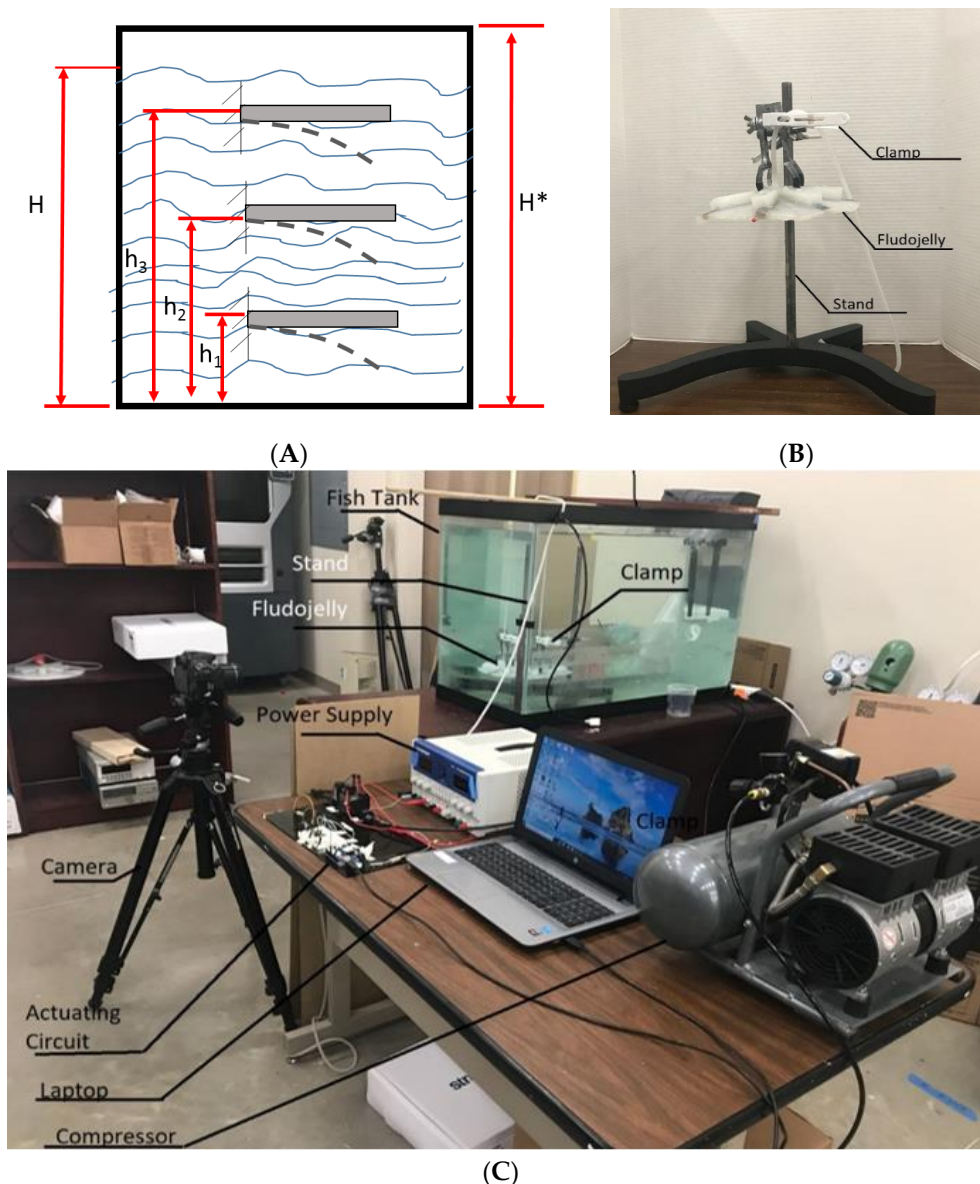 H
H*
h3
h2
h1
(A)
Clamp
Fludojelly
Stand
(B)
Fish Tank
Stand
Clamp
Fludojelly
Power Supply
Clamp
Camera
Actuating
Circuit
Laptop
Compressor
(C)